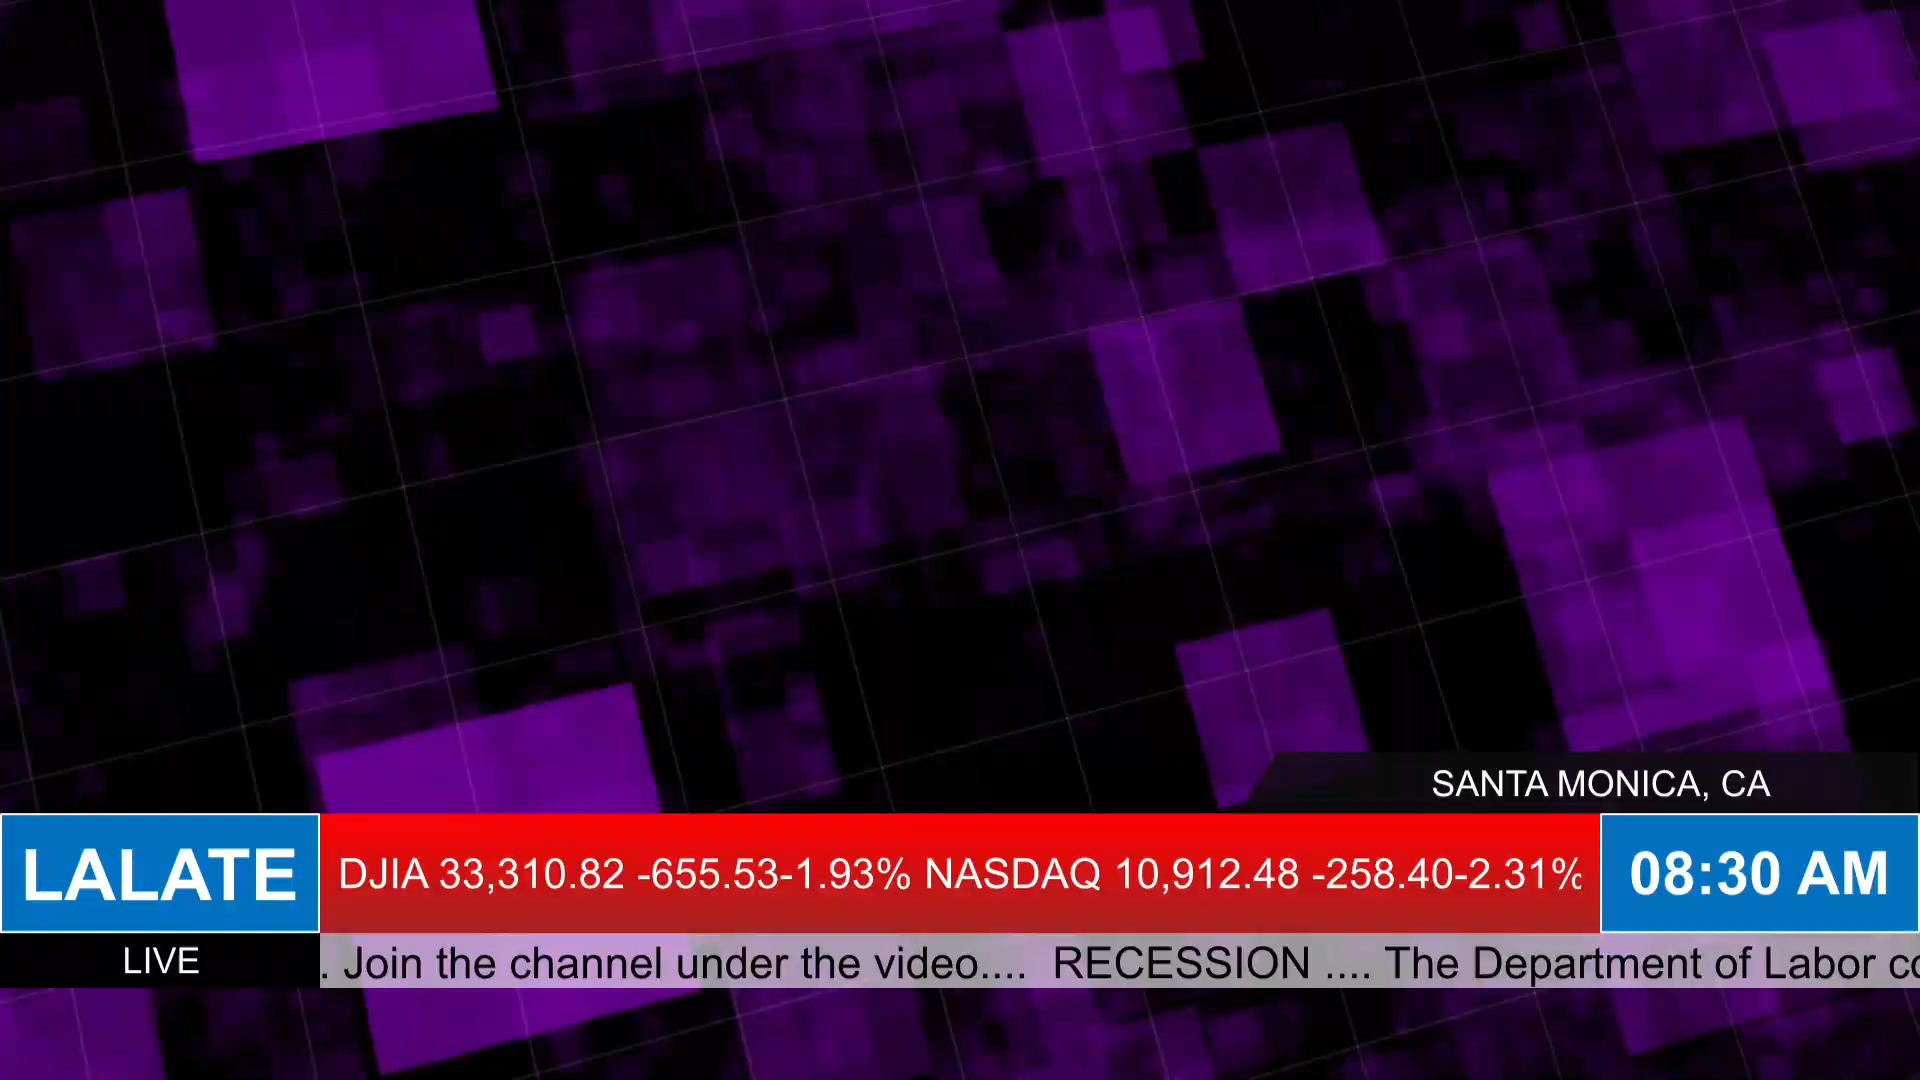 SANTA MONICA, CA
LALATE
DJIA 33,310.82 -655.53-1.93% NASDAQ 10,912.48 -258.40-2.31%
08:30 AM
LIVE
. Join the channel under the video.... RECESSION .... The Department of Labor co